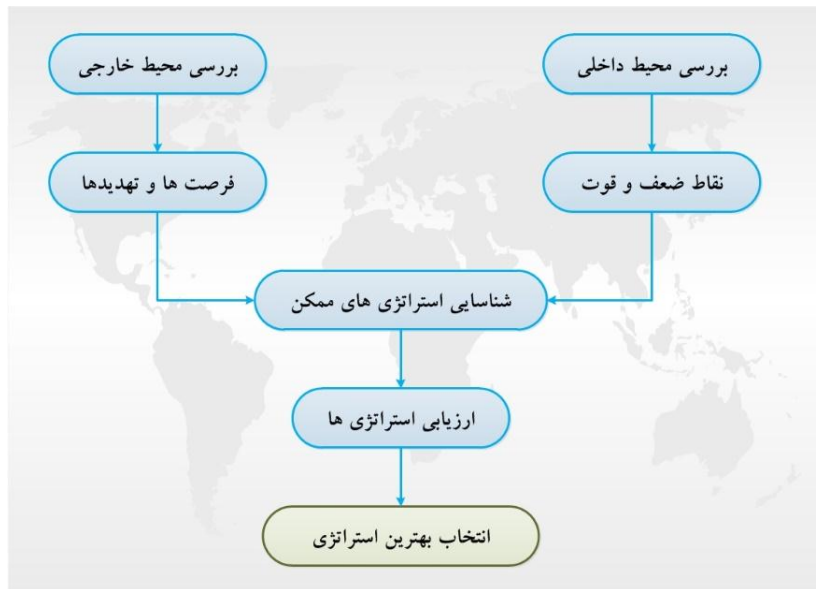 بررسی محیط داخلی
بررسی محیط خارجی
نقاط ضعف و قوت
فرصت ها و تهدیدها
شناسایی استراتژی های ممکن
ارزیابی استراتژی ها
انتخاب بهترین استراتژی